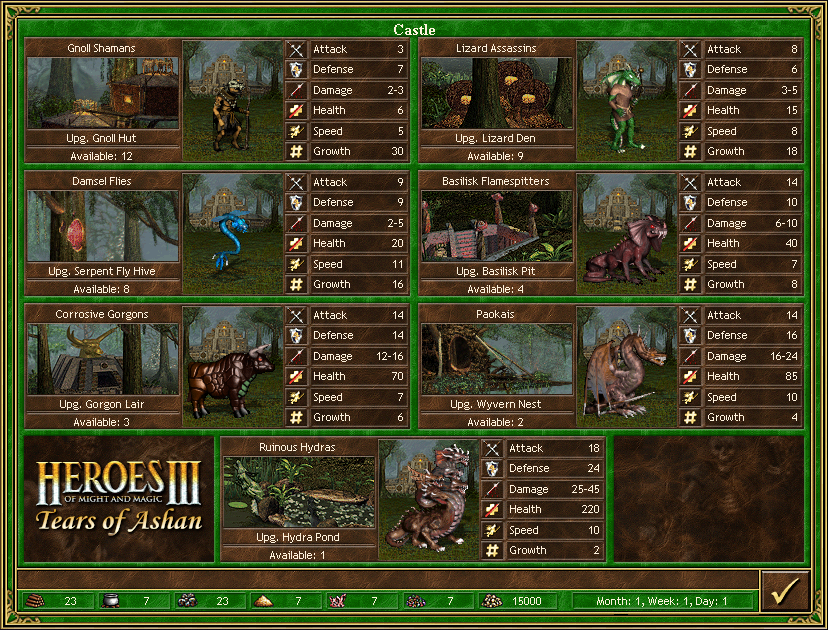 Castle
Gnoll Shamans
Upg. Gnoll Hut
Available: 12
Attack 3
Defense 7
Damage 2-3
Health 6
Speed 5
Growth 30
Lizard Assassins
Upg. Lizard Den
Available: 9
Attack 8
Defense 6
Damage 3-5
Health 15
Speed 8
Growth 18
Damsel Flies
Upg. Serpent Fly Hive
Available: 8
Attack 9
Defense 9
Damage 2-5
Health 20
Speed 11
Growth 16
Basilisk Flamespitters
Upg. Basilisk Pit
Available: 4
Attack 14
Defense 10
Damage 6-10
Health 40
Speed 7
Growth 8
Corrosive Gorgons
Upg. Gorgon Lair
Available: 3
Attack 14
Defense 14
Damage 12-16
Health 70
Speed 7
Growth 6
Paokais
Upg. Wyvern Nest
Available: 2
Attack 14
Defense 16
Damage 16-24
Health 85
Speed 10
Growth 4
HEROES III
OF MIGHT AND MAGIC
Tears of Ashan
Ruinous Hydras
Upg. Hydra Pond
Available: 1
Attack 18
Defense 24
Damage 25-45
Health 220
Speed 10
Growth 2
23 7 23 7 7 7 15000 Month: 1, Week: 1, Day: 1